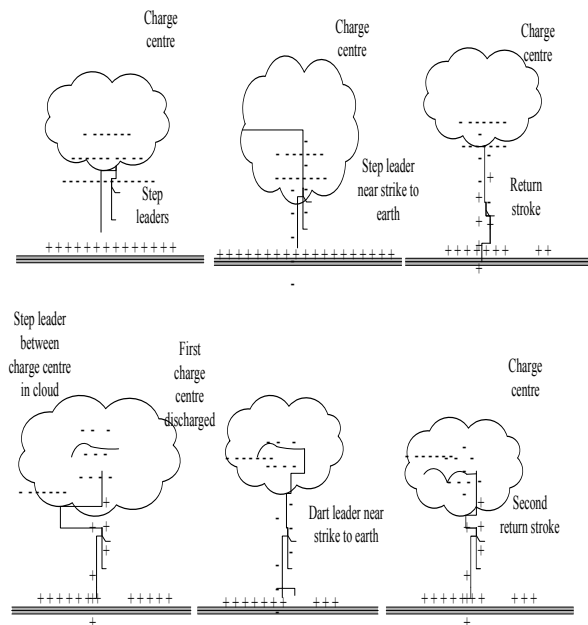 Charge
centre
Charge
centre
Charge
centre
Step
leaders
Step leader
near strike to
earth
Return
stroke
Step leader
between
charge centre
in cloud
First
charge
centre
discharged
Charge
centre
Dart leader near
strike to earth
Second
return stroke